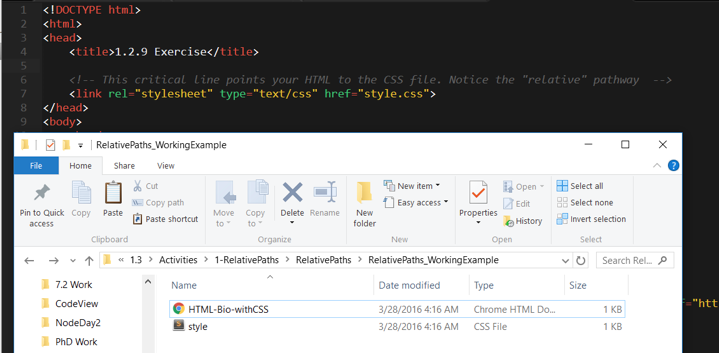 1 <!DOCTYPE html>
2 <html>
3 <head>
4 <title>1.2.9 Exercise</title>
5
6 <!-- This critical line points your HTML to the CSS file. Notice the "relative" pathway -->
7 <link rel="stylesheet" type="text/css" href="style.css">
8 </head>
9 <body>
RelativePaths_WorkingExample
File Home Share View
Pin to Quick access
Copy
Paste
Cut
Copy path
Paste shortcut
Clipboard
Move to
Copy to
Delete
Rename
Organize
New folder
New item
Easy access
New
Properties
Open
Edit
History
Open
Select all
Select none
Invert selection
Select
« 1.3 > Activities > 1-RelativePaths > RelativePaths > RelativePaths_WorkingExample
Search Rel...
7.2 Work
CodeView
NodeDay2
PhD Work
Name Date modified Type Size
HTML-Bio-withCSS 3/28/2016 4:16 AM Chrome HTML Do... 1 KB
style 3/28/2016 4:16 AM CSS File 1 KB
="htt